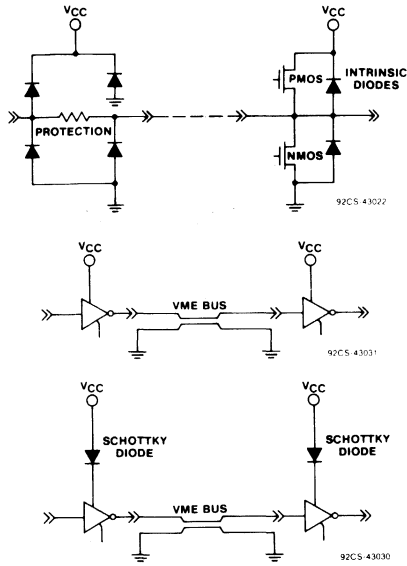 VCC
VCC
PMOS
INTRINSIC
DIODES
PROTECTION
NMOS
92CS-43022
VCC
VCC
VME BUS
92CS-43031
VCC
VCC
SCHOTTKY
DIODE
SCHOTTKY
DIODE
VME BUS
92CS-43030